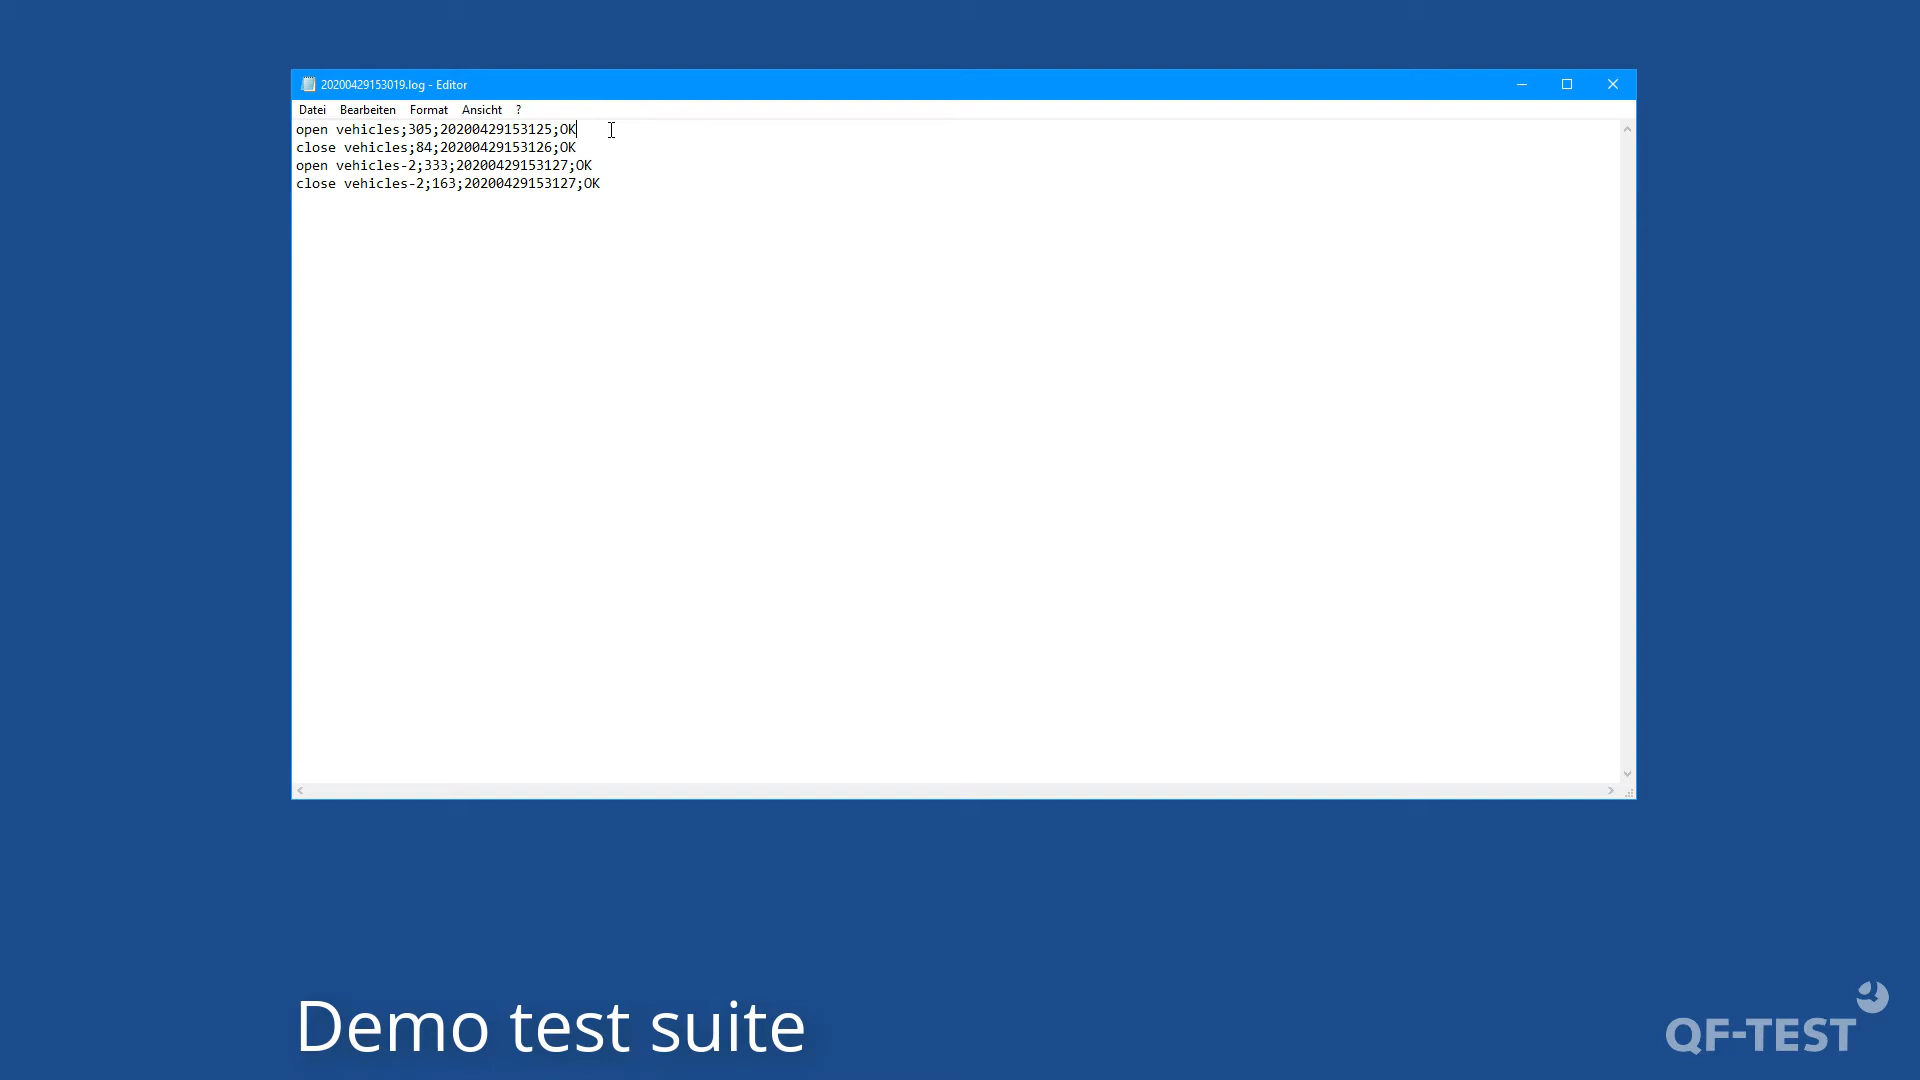 20200429153019.log - Editor
Datei Bearbeiten Format Ansicht ?
open vehicles;305;20200429153125;OK
close vehicles;84;20200429153126;OK
open vehicles-2;333;20200429153127;OK
close vehicles-2;163;20200429153127;OK
Demo test suite
QF-TEST